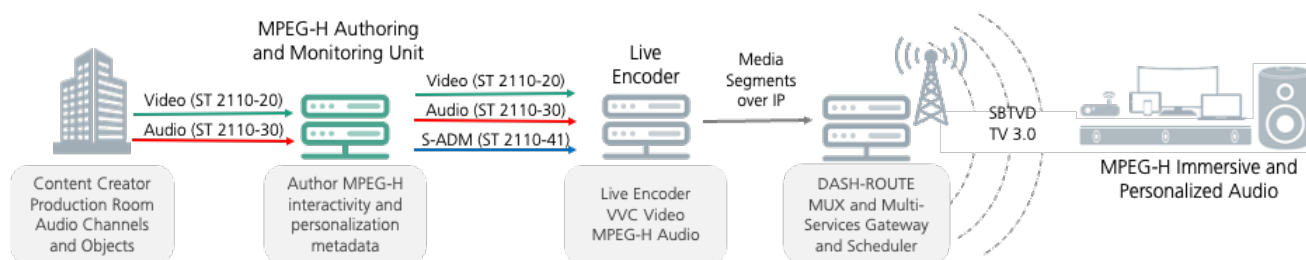 MPEG-H Authoring
and Monitoring Unit
Live
Encoder
Media
Segments
over IP
Video (ST 2110-20)
Audio (ST 2110-30)
Video (ST 2110-20)
Audio (ST 2110-30)
S-ADM (ST 2110-41)
SBTVD
TV 3.0
MPEG-H Immersive and
Personalized Audio
Content Creator
Production Room
Audio Channels
and Objects
Author MPEG-H
interactivity and
personalization
metadata
Live Encoder
VVC Video
MPEG-H Audio
DASH-ROUTE
MUX and Multi-
Services Gateway
and Scheduler